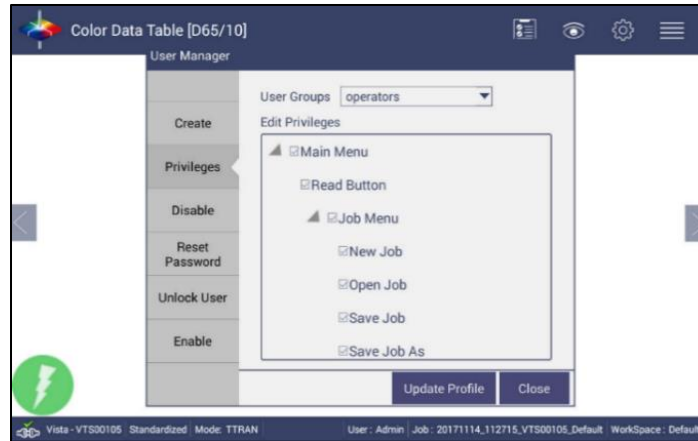 Color Data Table [D65/10]
User Manager
User Groups operators
Edit Privileges
Create
Privileges
Disable
Reset
Password
Unlock User
Enable
Main Menu
Read Button
Job Menu
New Job
Open Job
Save Job
Save Job As
Update Profile Close
Vista - VTS00105 Standardized Mode: TTRAN User : Admin Job : 20171114_112715_VTS00105_Default WorkSpace : Default